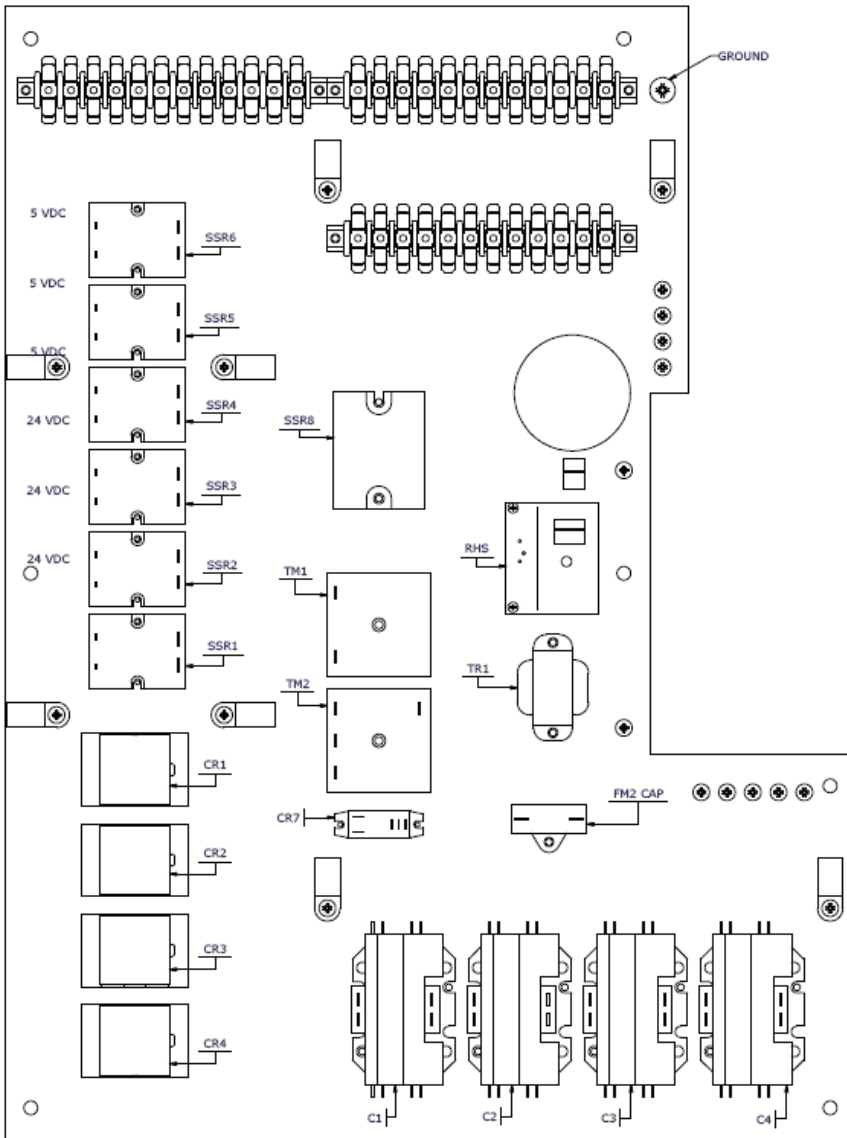 GROUND
5 VDC
SSR6
5 VDC
SSR5
5 VDC
SSR4
24 VDC
SSR8
SSR3
24 VDC
RHS
24 VDC
SSR2
TM1
SSR1
TR1
TM2
CR1
FM2 CAP
CR7
CR2
CR3
CR4
C1
C2
C3
C4